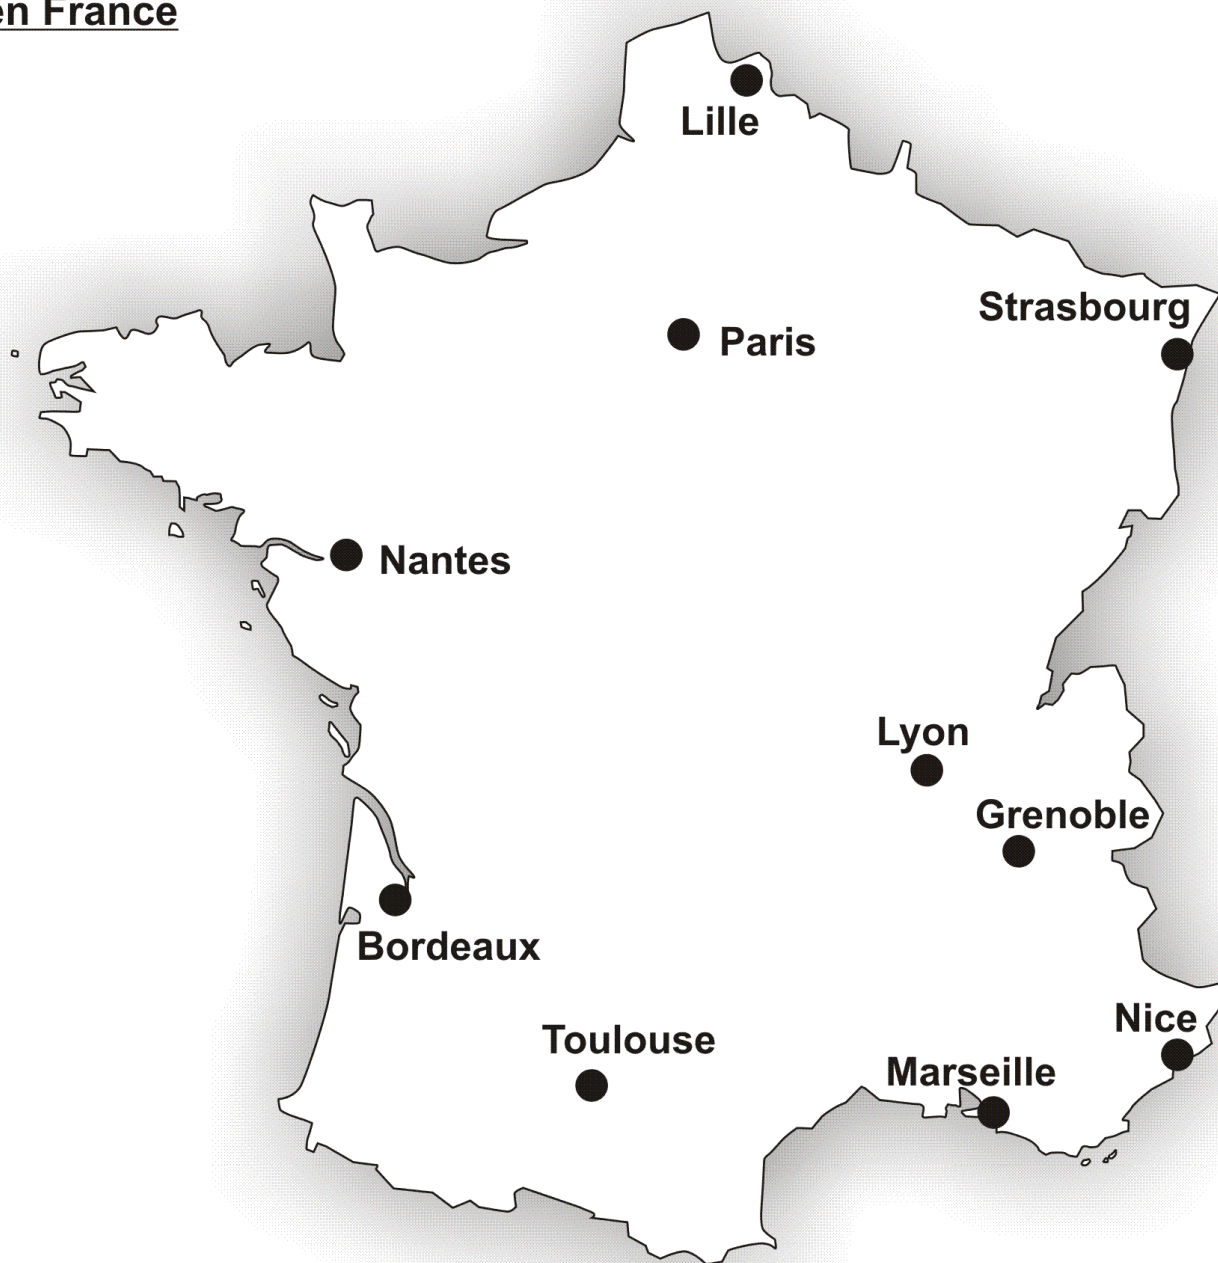 en France
Lille
Strasbourg
Paris
Nantes
Lyon
Grenoble
Bordeaux
Nice
Toulouse
Marseille